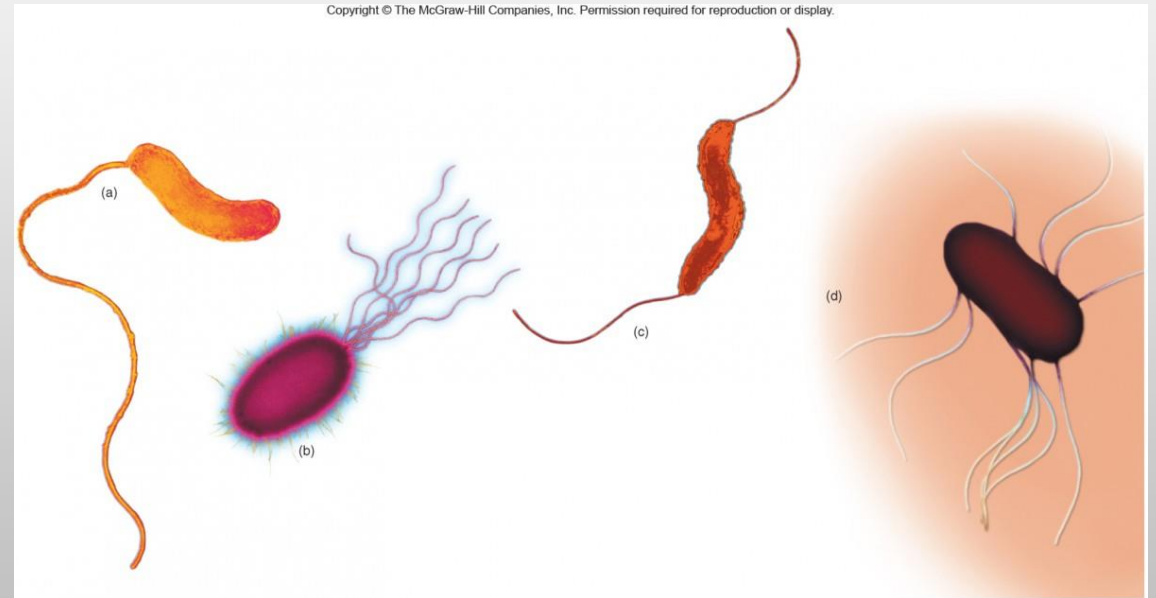 Copyright © The McGraw-Hill Companies, Inc. Permission required for reproduction or display.
(a)
(b)
(c)
(d)